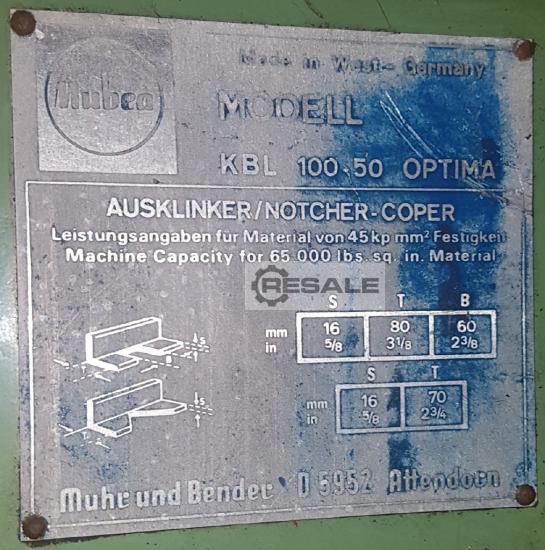 Mubea
Made in West-Germany
MODELL
KBL 100-50 OPTIMA
AUSKLINKER/NOTCHER-COPER
Leistungsangaben für Material von 45kp mm² Festigkeit
Machine Capacity for 65 000 lbs. sq. in. Material
RESALE
S T B
mm 16 80 60
in 5/8 3 1/8 2 3/8
S T
mm 16 70
in 5/8 2 3/4
Muhr und Bender D 5952 Attendorn